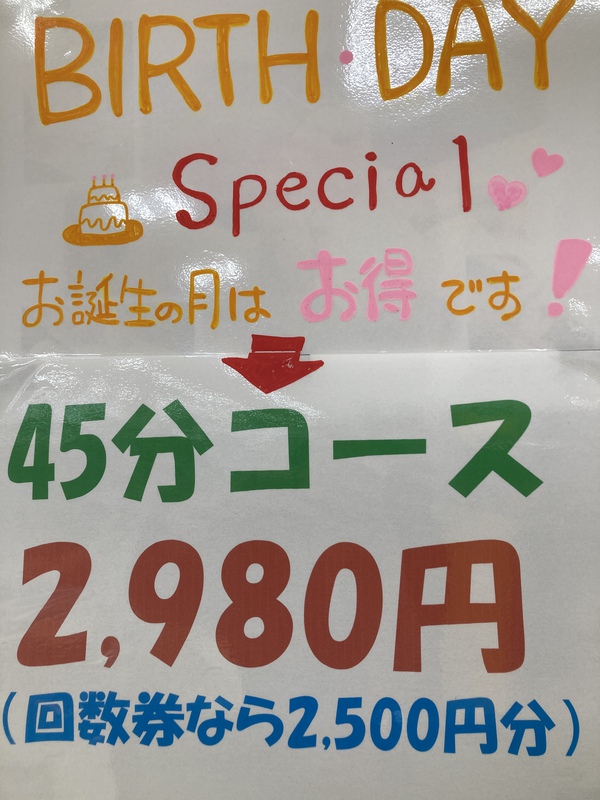 BIRTH・DAY
Special
お誕生の月は お得 です!
45分コース
2,980円
(回数券なら2,500円分)